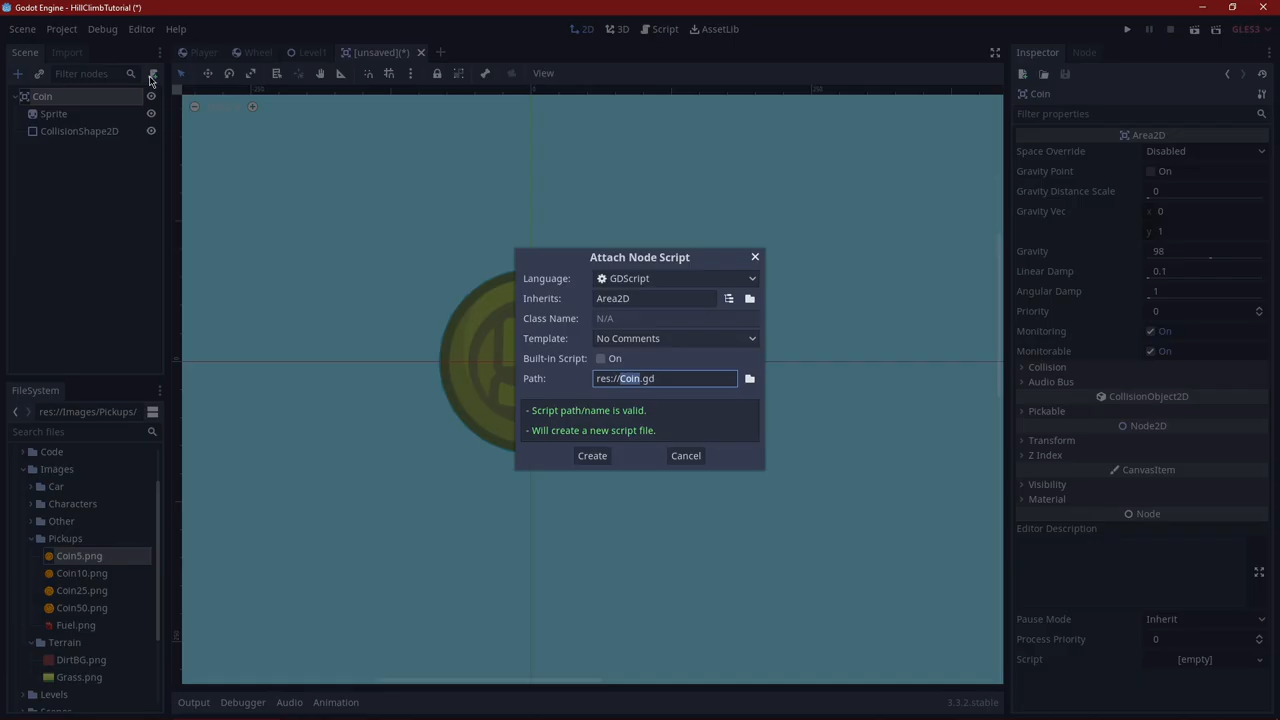 Godot Engine - HillClimbTutorial (*)
Scene Project Debug Editor Help
2D 3D Script AssetLib
GLES3
Scene Import
Player Wheel Level1 [unsaved](*)
Inspector Node
Filter nodes
View
Coin
Sprite
CollisionShape2D
-250 0 250
Coin
Filter properties
Area2D
Space Override Disabled
Gravity Point On
Gravity Distance Scale 0
Gravity Vec x 0
y 1
Gravity 98
Linear Damp 0.1
Angular Damp 1
Priority 0
Monitoring On
Monitorable On
Collision
Audio Bus
CollisionObject2D
Pickable
Node2D
Transform
Z Index
CanvasItem
Visibility
Material
Node
Editor Description
Pause Mode Inherit
Process Priority 0
Script [empty]
Attach Node Script
Language: GDScript
Inherits: Area2D
Class Name: N/A
Template: No Comments
Built-in Script: On
Path: res://Coin.gd
- Script path/name is valid.
- Will create a new script file.
Create Cancel
FileSystem
res://Images/Pickups/
Search files
Code
Images
Car
Characters
Other
Pickups
Coin5.png
Coin10.png
Coin25.png
Coin50.png
Fuel.png
Terrain
DirtBG.png
Grass.png
Levels
Output Debugger Audio Animation
3.3.2.stable